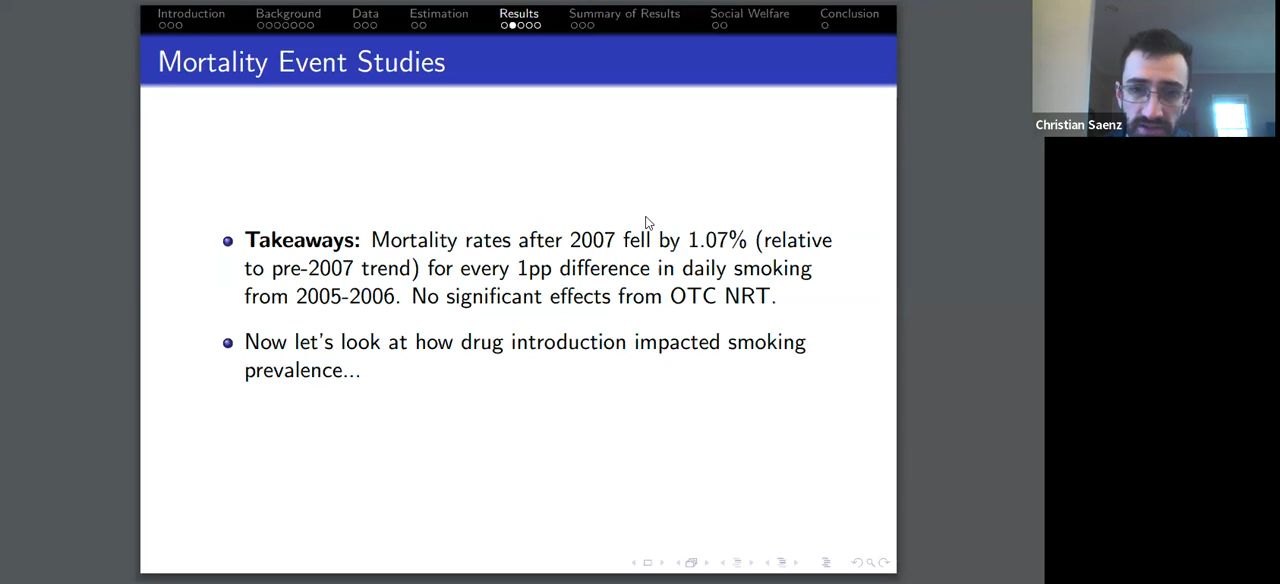 Introduction Background Data Estimation Results Summary of Results Social Welfare Conclusion
Mortality Event Studies
Christian Saenz
Takeaways: Mortality rates after 2007 fell by 1.07% (relative
to pre-2007 trend) for every 1pp difference in daily smoking
from 2005-2006. No significant effects from OTC NRT.
Now let's look at how drug introduction impacted smoking
prevalence...